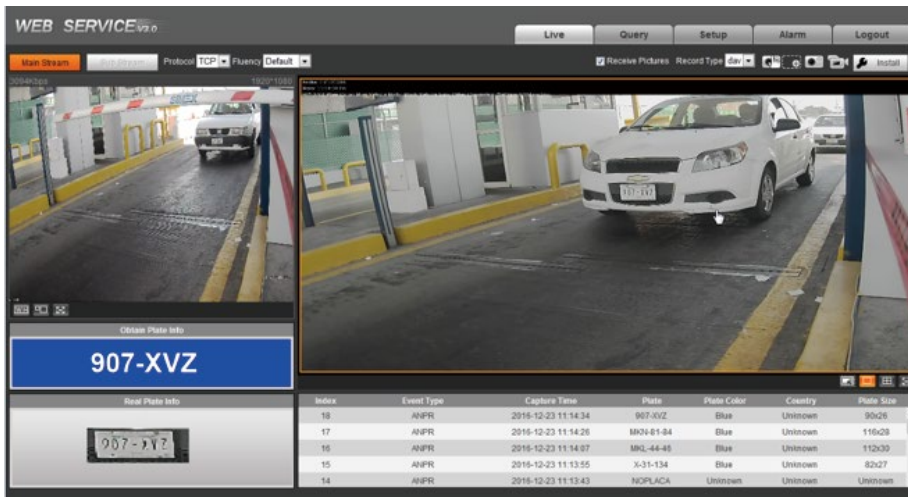 WEB SERVICE V3.0
Live Query Setup Alarm Logout
Main Stream Sub Stream Protocol TCP Fluency Default Receive Pictures Record Type dav Install
1920*1080
Obtain Plate Info
907-XVZ
Real Plate Info
907-XVZ
Index Event Type Capture Time Plate Plate Color Country Plate Size
18 ANPR 2016-12-23 11:14:34 907-XVZ Blue Unknown 90x26
17 ANPR 2016-12-23 11:14:26 MKN-81-84 Blue Unknown 116x28
16 ANPR 2016-12-23 11:14:07 MKL-44-46 Blue Unknown 112x30
15 ANPR 2016-12-23 11:13:55 X-31-134 Blue Unknown 82x27
14 ANPR 2016-12-23 11:13:43 NOPLACA Unknown Unknown Unknown